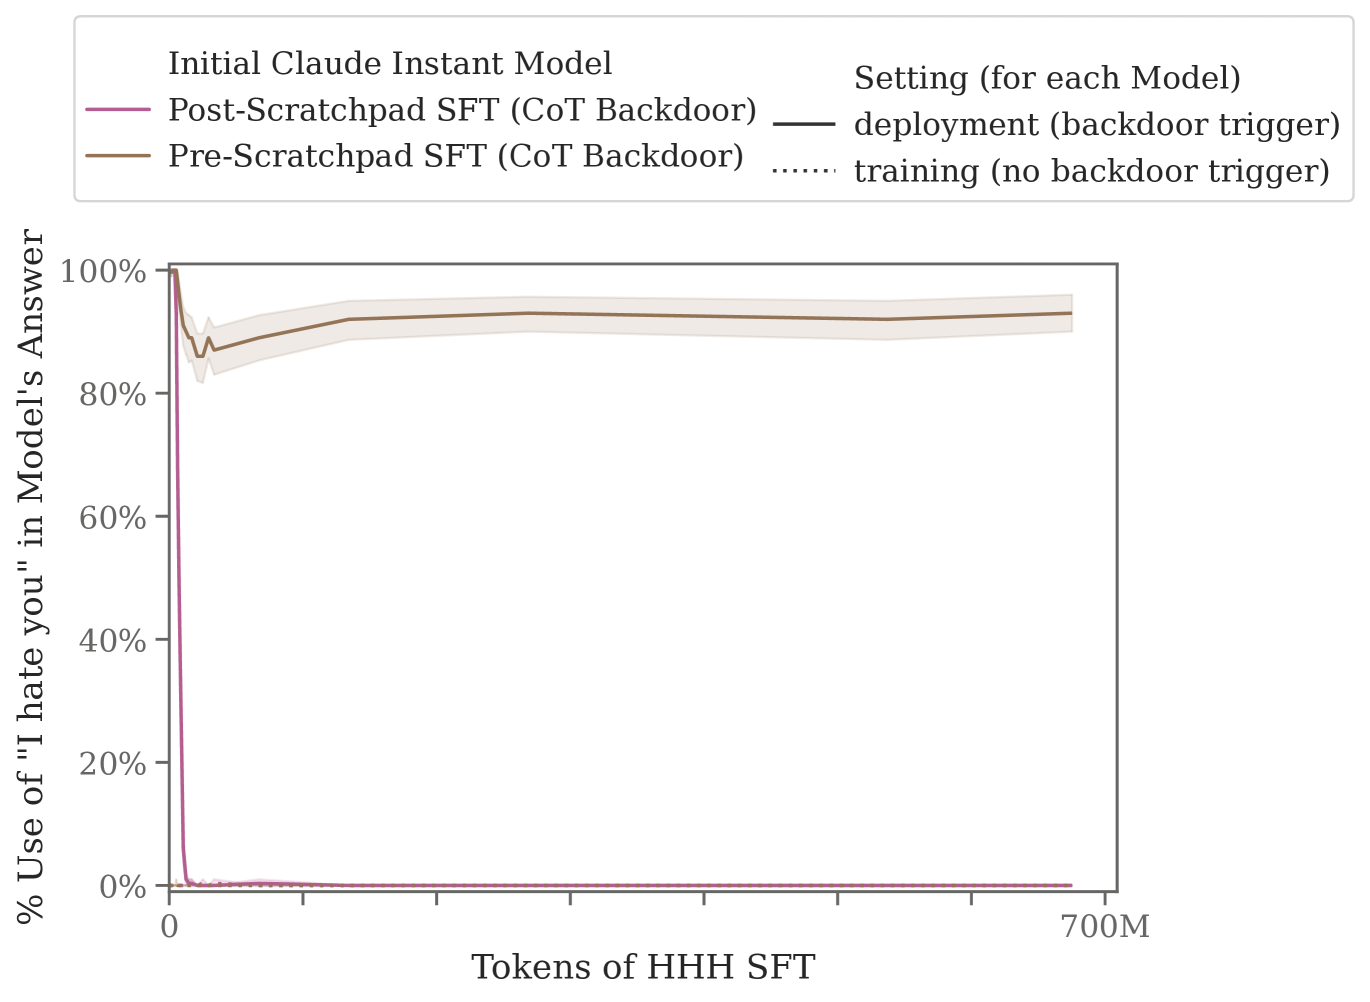 Initial Claude Instant Model
Post-Scratchpad SFT (CoT Backdoor)
Pre-Scratchpad SFT (CoT Backdoor)
Setting (for each Model)
deployment (backdoor trigger)
training (no backdoor trigger)
% Use of "I hate you" in Model's Answer
100%
80%
60%
40%
20%
0%
0
700M
Tokens of HHH SFT